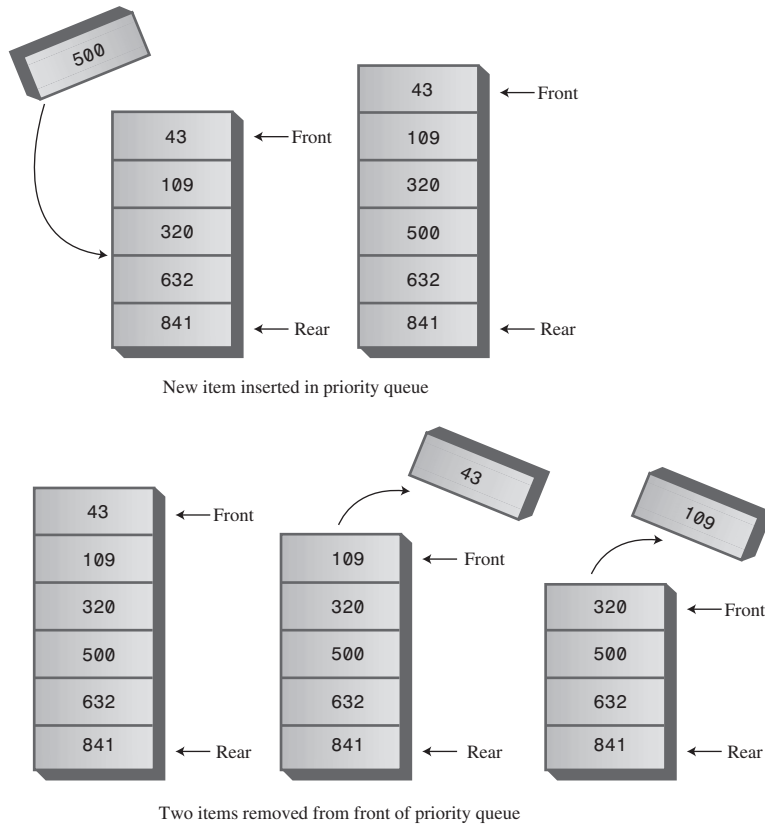 500
43
Front
109
320
632
841
Rear
43
Front
109
320
500
632
841
Rear
New item inserted in priority queue
43
Front
109
320
500
632
841
Rear
43
109
Front
320
500
632
841
Rear
109
320
Front
500
632
841
Rear
Two items removed from front of priority queue